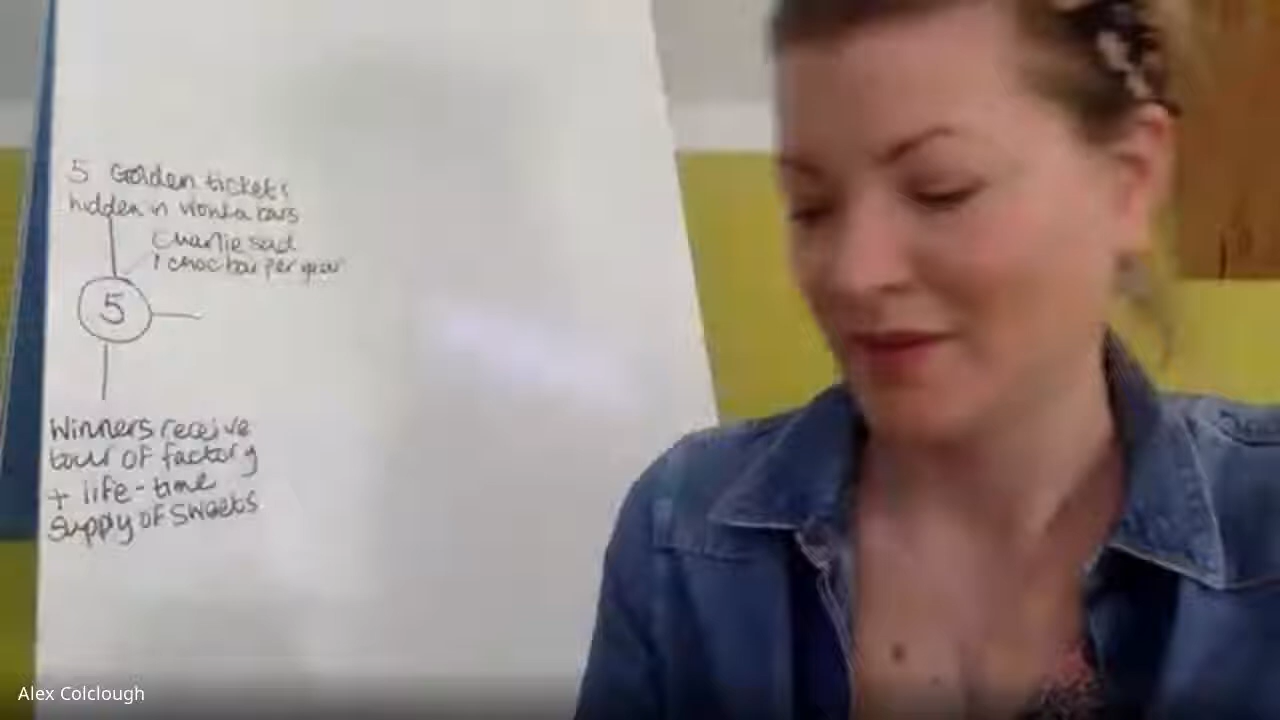 5 Golden tickets
hidden in wonka bars
Charlie sad
1 choc bar per year
5
Winners receive
tour of factory
+ life-time
supply of sweets
Alex Colclough